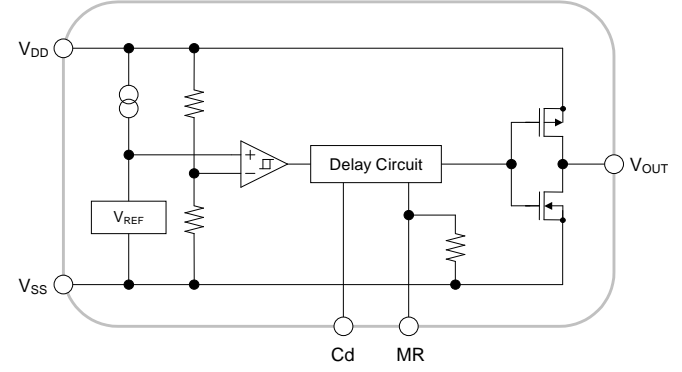 VDD
+
−
Delay Circuit
VOUT
VREF
VSS
Cd
MR